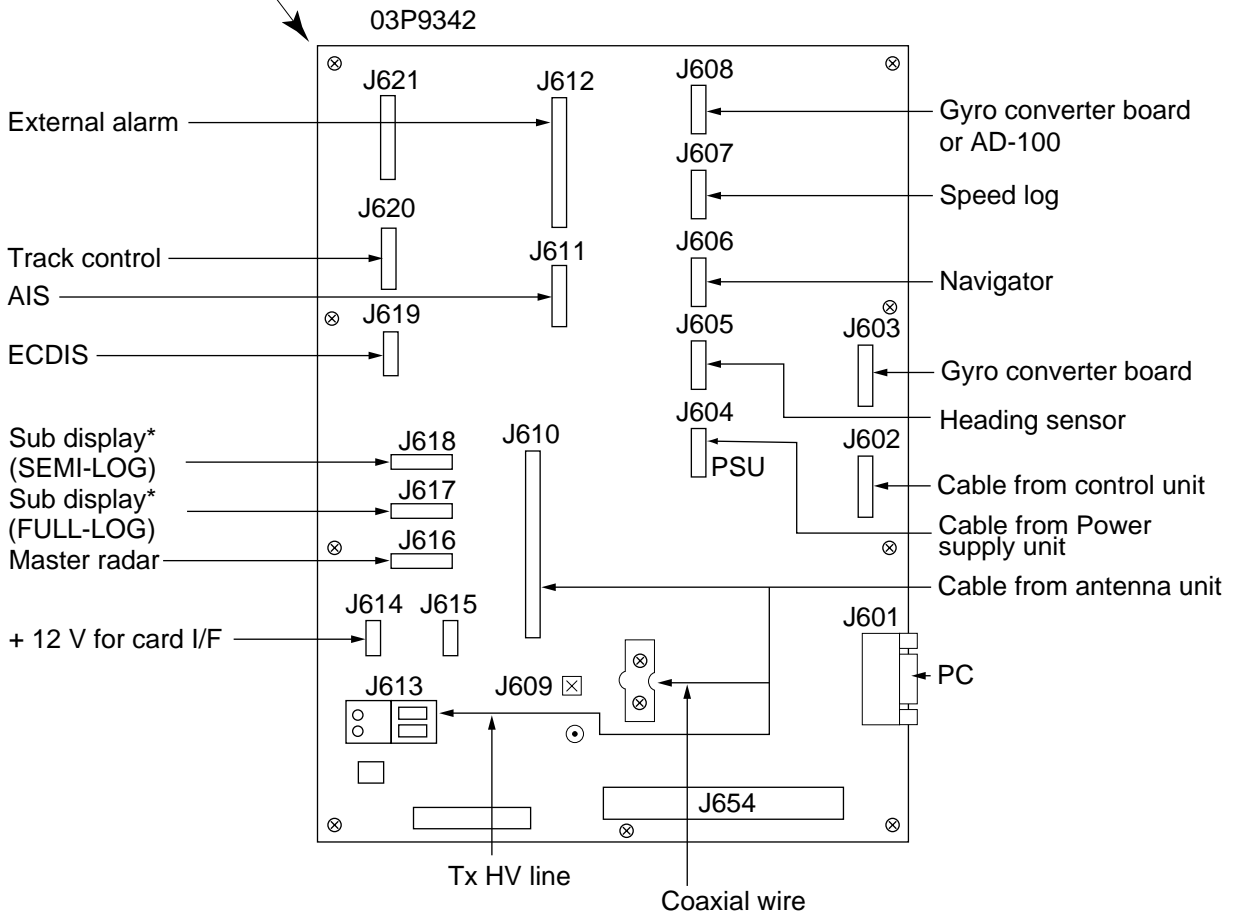 03P9342
J621
J612
J608
External alarm
Gyro converter board
or AD-100
J607
Speed log
J620
J606
Track control
J611
Navigator
AIS
J619
J605
J603
ECDIS
Gyro converter board
J604
Heading sensor
Sub display*
(SEMI-LOG)
J618
J610
J602
PSU
Sub display*
(FULL-LOG)
J617
Cable from control unit
Cable from Power
supply unit
Master radar
J616
Cable from antenna unit
J614
J615
J601
+ 12 V for card I/F
PC
J613
J609
J654
Tx HV line
Coaxial wire